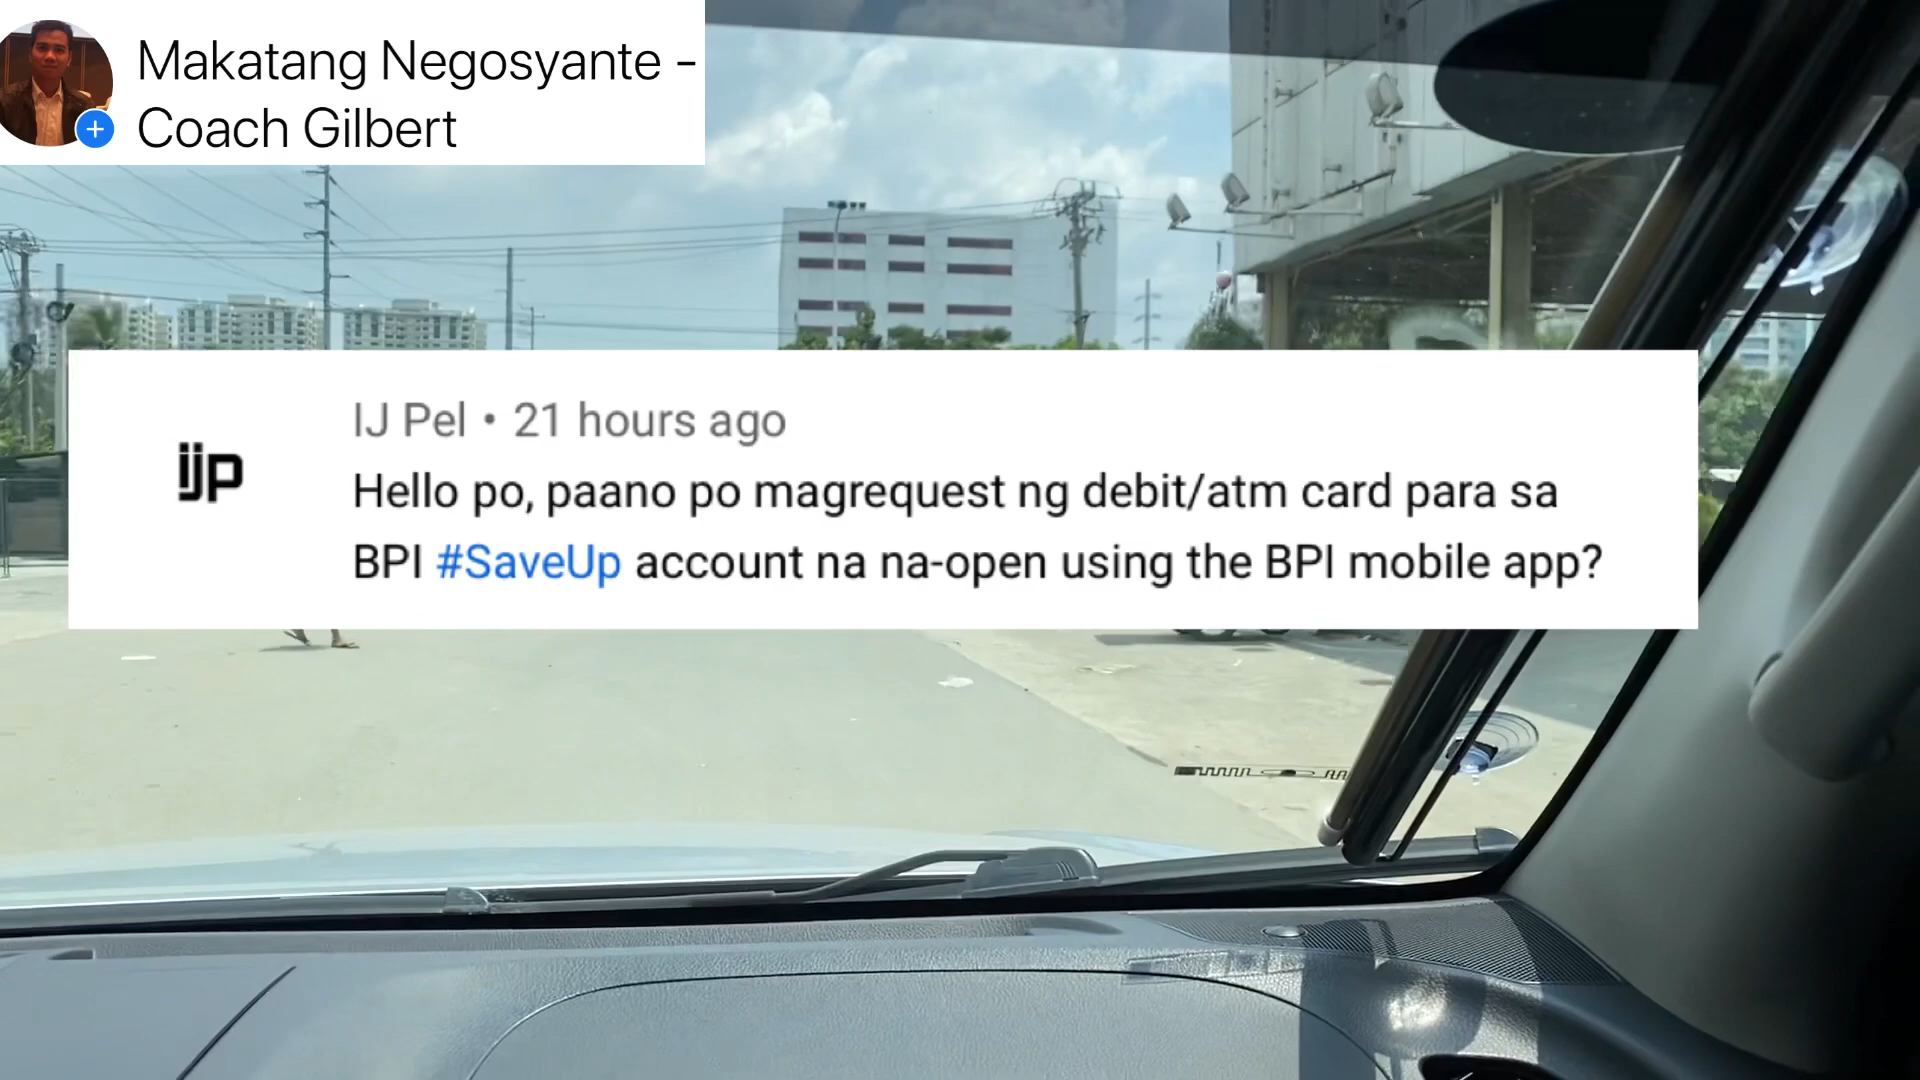 Makatang Negosyante -
Coach Gilbert
IJ Pel • 21 hours ago
ijp
Hello po, paano po magrequest ng debit/atm card para sa
BPI #SaveUp account na na-open using the BPI mobile app?